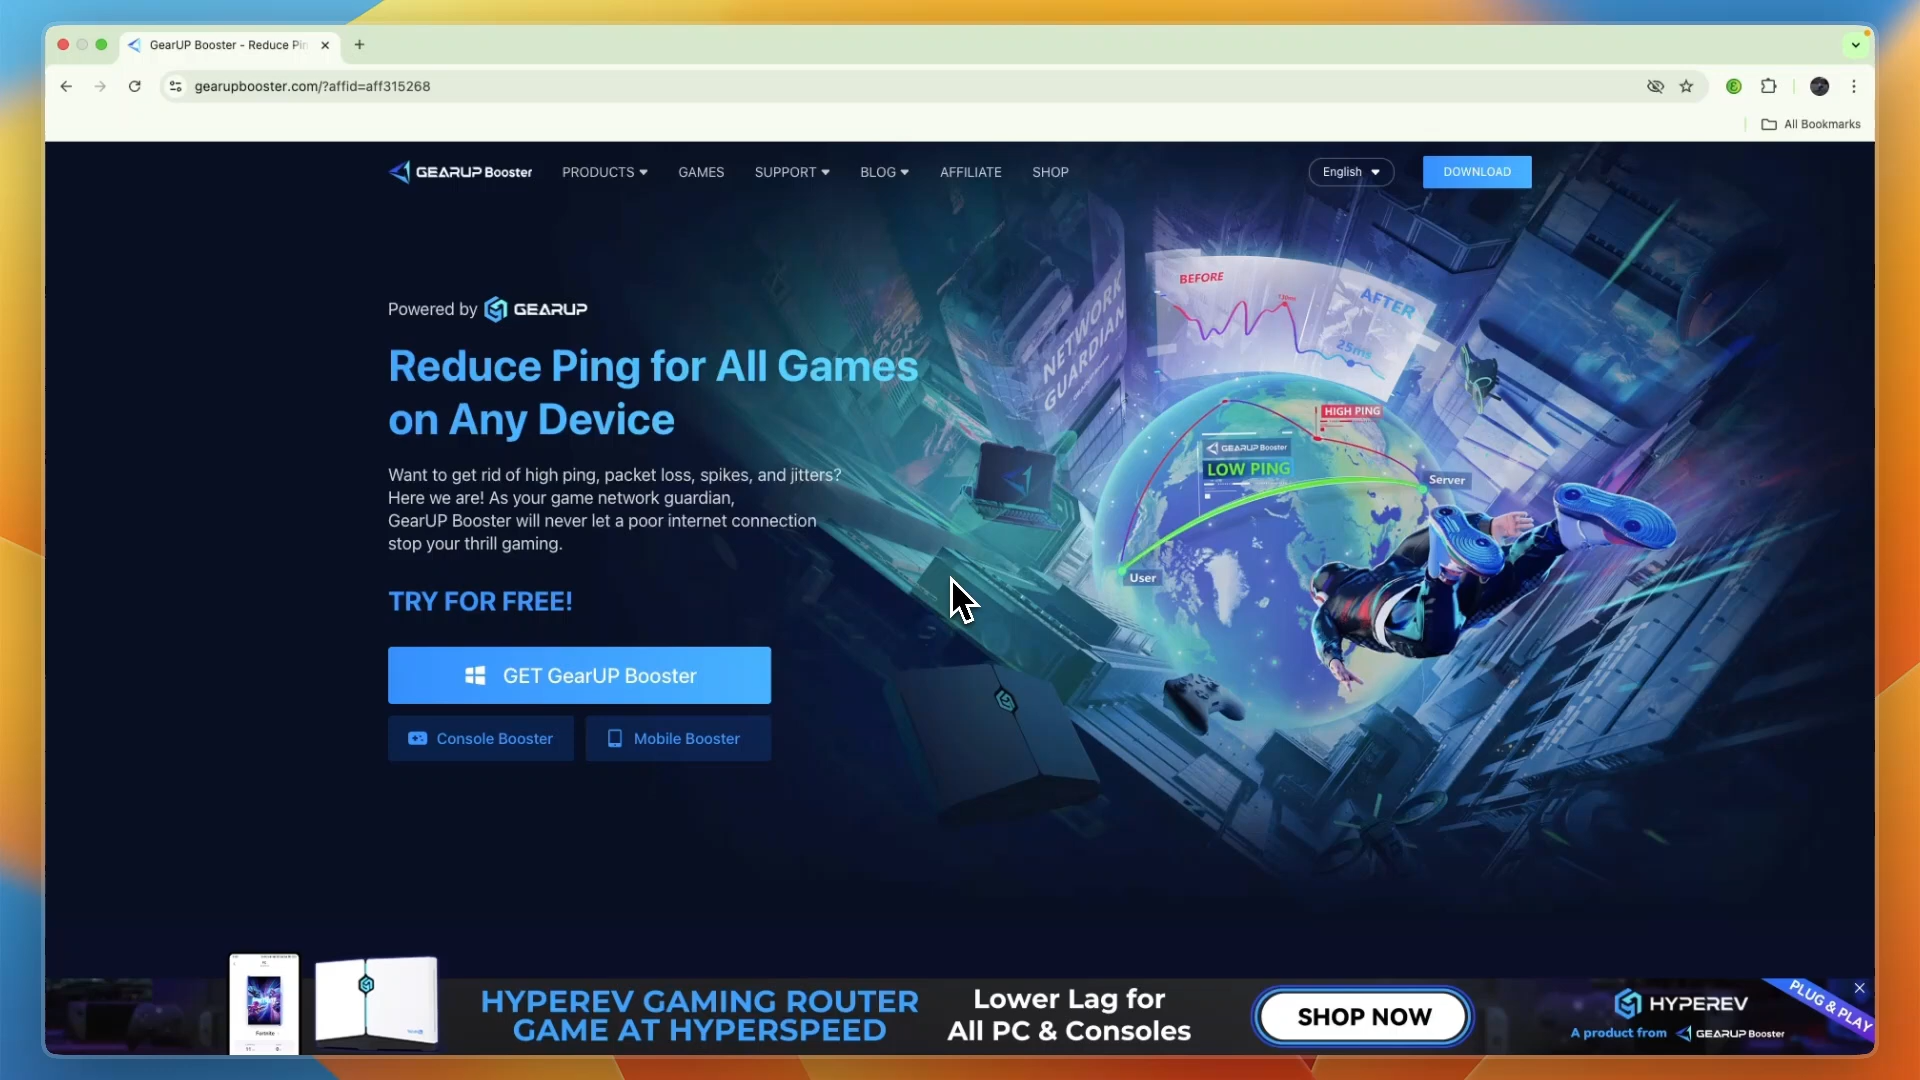 GearUP Booster - Reduce Pin
gearupbooster.com/?affid=aff315268
All Bookmarks
GEARUP Booster
PRODUCTS
GAMES
SUPPORT
BLOG
AFFILIATE
SHOP
English
DOWNLOAD
Powered by GEARUP
Reduce Ping for All Games
on Any Device
Want to get rid of high ping, packet loss, spikes, and jitters?
Here we are! As your game network guardian,
GearUP Booster will never let a poor internet connection
stop your thrill gaming.
TRY FOR FREE!
GET GearUP Booster
Console Booster
Mobile Booster
NETWORK
GUARDIAN
BEFORE
AFTER
25ms
HIGH PING
GEARUP Booster
LOW PING
Server
User
HYPEREV GAMING ROUTER
GAME AT HYPERSPEED
Lower Lag for
All PC & Consoles
SHOP NOW
HYPEREV
A product from GEARUP Booster
PLUG & PLAY